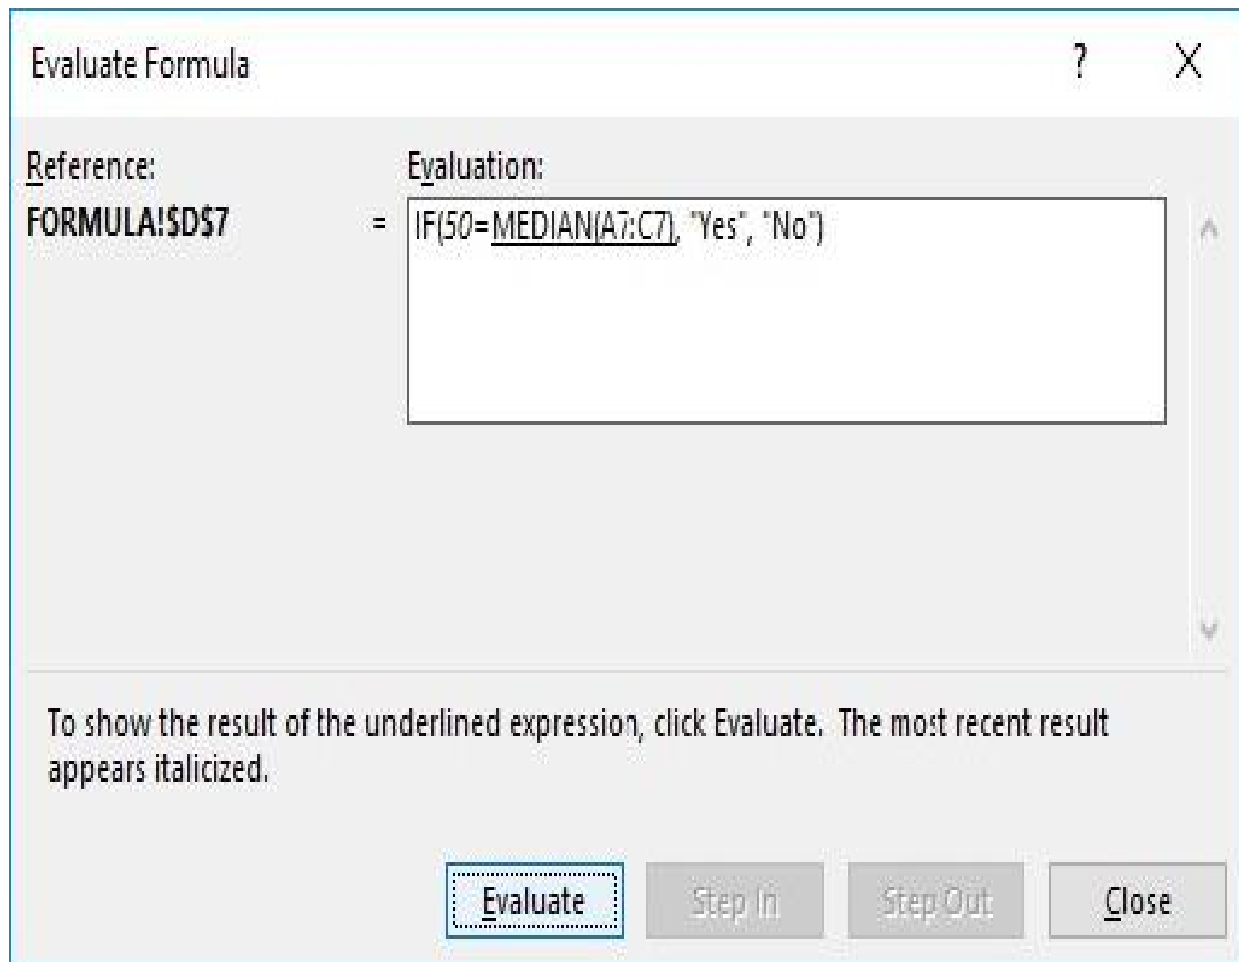 Evaluate Formula
?
X
Reference:
Evaluation:
FORMULA!$D$7
=
IF(50=MEDIAN(A7:C7), "Yes", "No")
To show the result of the underlined expression, click Evaluate. The most recent result
appears italicized.
Evaluate
Step In
Step Out
Close